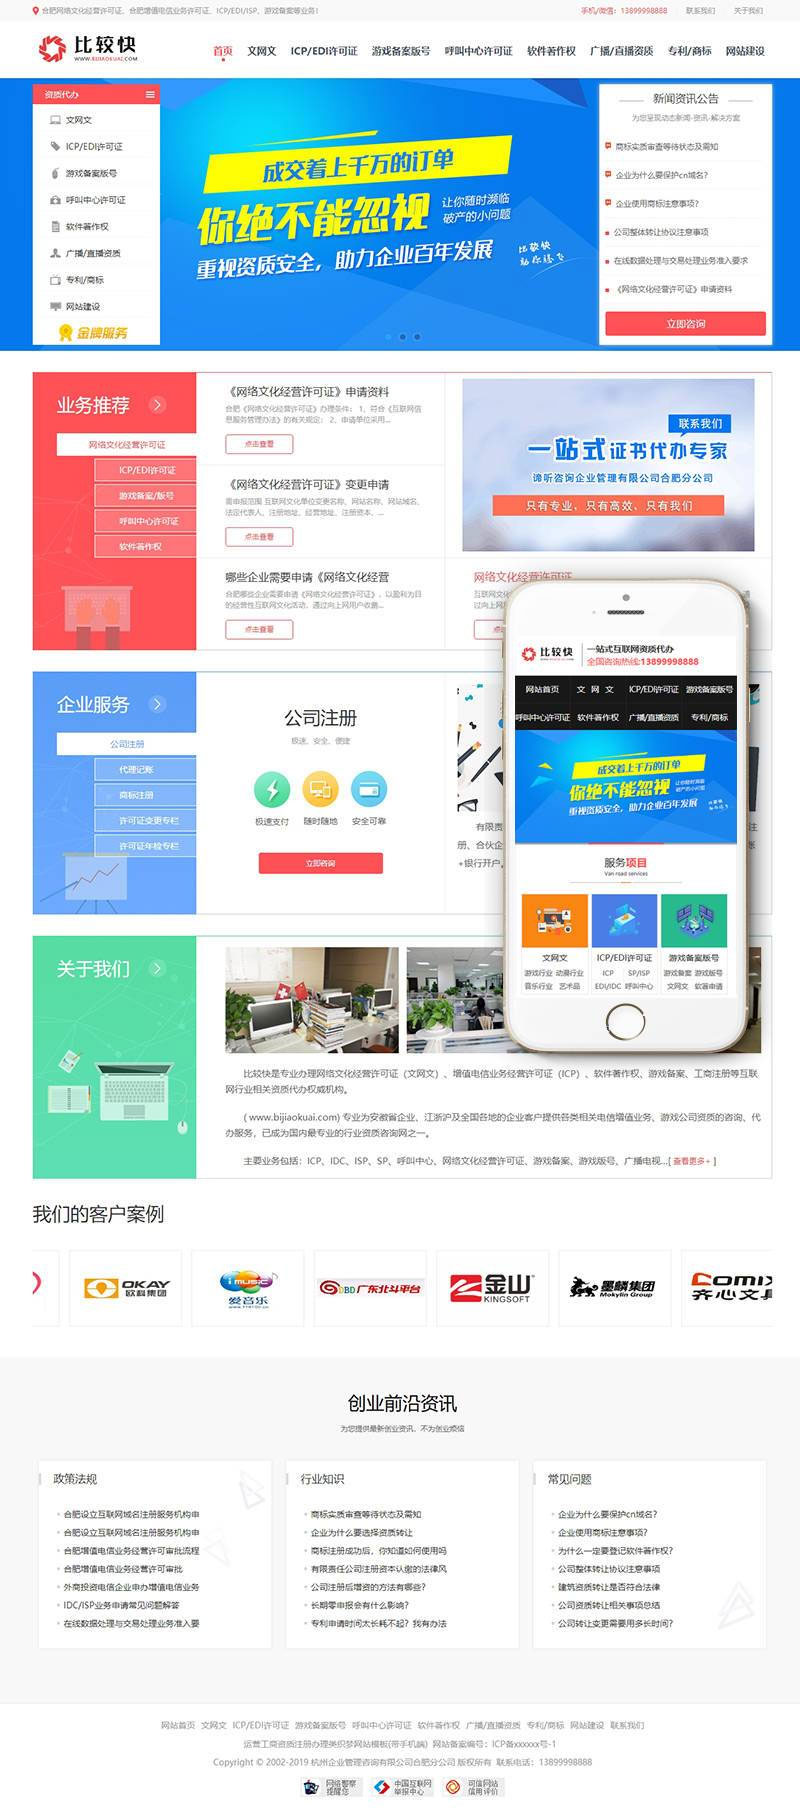 合肥网络文化经营许可证、合肥增值电信业务许可证、ICP/EDI/ISP、游戏备案等业务！
手机/微信：13899998888
联系我们
关于我们
比较快
WWW.BIJIAOKUAI.COM
首页 文网文 ICP/EDI许可证 游戏备案版号 呼叫中心许可证 软件著作权 广播/直播资质 专利/商标 网站建设
资质代办
文网文
ICP/EDI许可证
游戏备案版号
呼叫中心许可证
软件著作权
广播/直播资质
专利/商标
网站建设
金牌服务
成交着上千万的订单
你绝不能忽视
让你随时濒临
破产的小问题
重视资质安全，助力企业百年发展
比较快
助你腾飞
新闻资讯公告
为您呈现动态新闻-资讯-解决方案
商标实质审查等待状态及需知
企业为什么要保护cn域名?
企业使用商标注意事项?
公司整体转让协议注意事项
在线数据处理与交易处理业务准入要求
《网络文化经营许可证》申请资料
立即咨询
业务推荐
网络文化经营许可证
ICP/EDI许可证
游戏备案/版号
呼叫中心许可证
软件著作权
《网络文化经营许可证》申请资料
合肥《网络文化经营许可证》办理条件： 1、符合《互联网信
息服务管理办法》的有关规定； 2、申请单位采用...
点击查看
《网络文化经营许可证》变更申请
需申报范围 互联网文化单位变更名称、网站名称、网站域名、
法定代表人、注册地址、经营地址、注册资本、...
点击查看
哪些企业需要申请《网络文化经营
合肥哪些企业需要申请《网络文化经营许可证》, 以盈利为目
的经营性互联网文化活动，通过向上网用户收费...
点击查看
联系我们
一站式证书代办专家
谛听咨询企业管理有限公司合肥分公司
只有专业，只有高效、只有我们
网络文化经营许可证
互联网文
过向上网
点
企业服务
公司注册
代理记账
商标注册
许可证变更专栏
许可证年检专栏
公司注册
极速、安全、便捷
极速支付 随时随地 安全可靠
立即咨询
有限责
册、合伙企
+银行开户。
注
账
比较快
一站式互联网资质代办
全国咨询热线:13899998888
网站首页 文 网 文 ICP/EDI许可证 游戏备案版号
呼叫中心许可证 软件著作权 广播/直播资质 专利/商标
成交着上千万的订单
你绝不能忽视
让你随时濒临
破产的小问题
重视资质安全，助力企业百年发展
服务项目
Van road services
文网文 ICP/EDI许可证 游戏备案版号
游戏行业 动漫行业 ICP SP/ISP 游戏备案 游戏版号
音乐行业 艺术品 EDI/IDC 呼叫中心 文网文 软著申请
关于我们
比较快是专业办理网络文化经营许可证（文网文）、增值电信业务经营许可证（ICP）、软件著作权、游戏备案、工商注册等互联
网行业相关资质代办权威机构。
( www.bijiaokuai.com) 专业为安徽省企业、江浙沪及全国各地的企业客户提供各类相关电信增值业务、游戏公司资质的咨询、代
办服务，已成为国内最专业的行业资质咨询网之一。
主要业务包括：ICP、IDC、ISP、SP、呼叫中心、网络文化经营许可证、游戏备案、游戏版号、广播电视...[ 查看更多+ ]
我们的客户案例
OKAY
欧科集团
i music
爱音乐
DBD 广东北斗平台
金山
KINGSOFT
墨麟集团
Mokylin Group
Comix
齐心文具
创业前沿资讯
为您提供最新创业资讯、不为创业烦恼
政策法规
合肥设立互联网域名注册服务机构申
合肥设立互联网域名注册服务机构申
合肥增值电信业务经营许可审批流程
合肥增值电信业务经营许可审批
外商投资电信企业申办增值电信业务
IDC/ISP业务申请常见问题解答
在线数据处理与交易处理业务准入要
行业知识
商标实质审查等待状态及需知
企业为什么要选择资质转让
商标注册成功后，你知道如何使用吗
有限责任公司注册资本认缴的法律风
公司注册后增资的方法有哪些?
长期零申报会有什么影响?
专利申请时间太长耗不起？我有办法
常见问题
企业为什么要保护cn域名?
企业使用商标注意事项?
为什么一定要登记软件著作权?
公司整体转让协议注意事项
建筑资质转让是否符合法律
公司资质转让相关事项总结
公司转让变更需要用多长时间?
网站首页 文网文 ICP/EDI许可证 游戏备案版号 呼叫中心许可证 软件著作权 广播/直播资质 专利/商标 网站建设 联系我们
运营工商资质注册办理类织梦网站模板(带手机端) 网站备案编号：ICP备xxxxxx号-1
Copyright © 2002-2019 杭州企业管理咨询有限公司合肥分公司 版权所有 联系电话：13899998888
网络警察
提醒您
中国互联网
举报中心
可信网站
信用评价